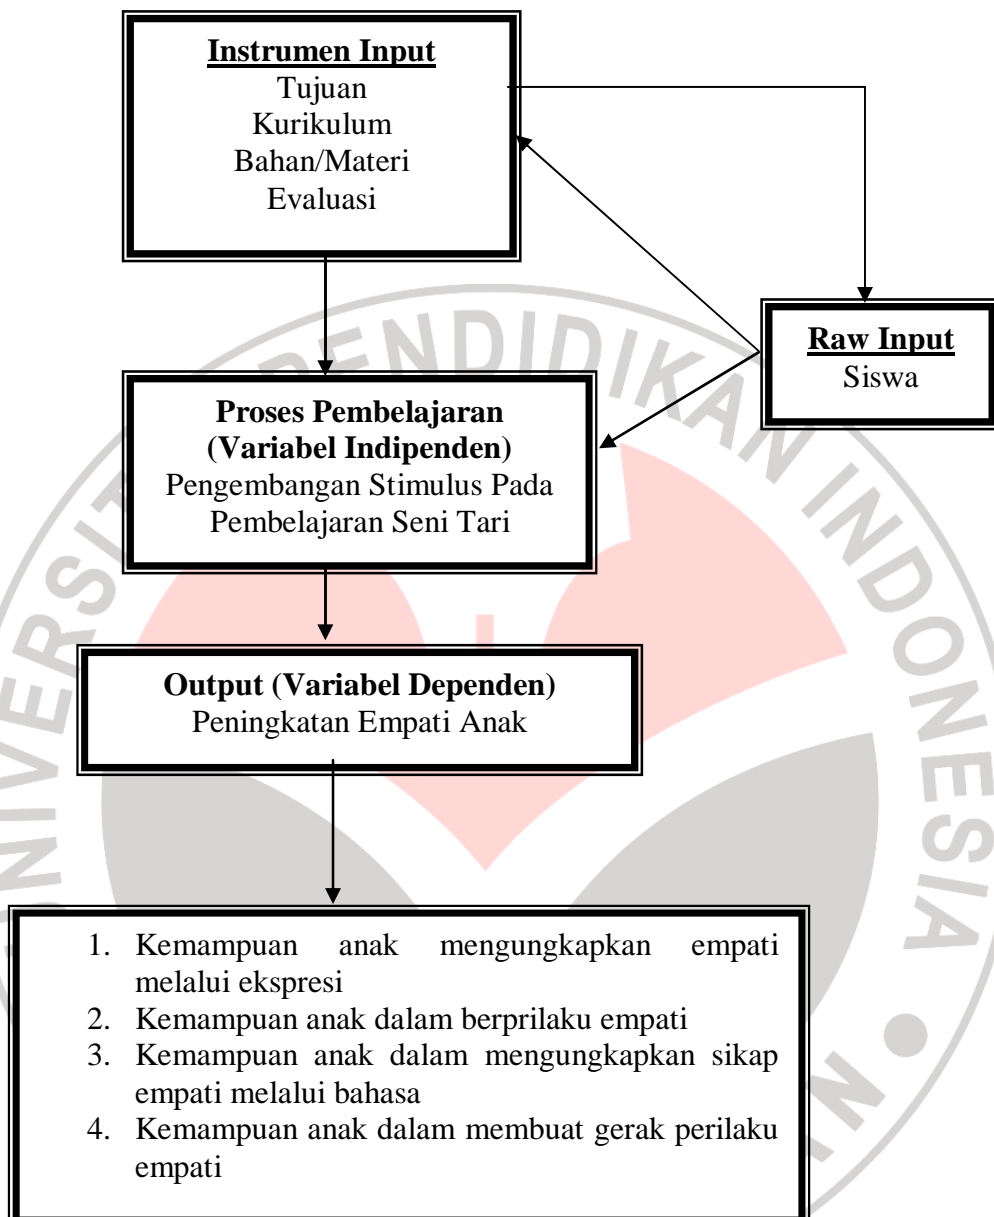 Instrumen Input
Tujuan
Kurikulum
Bahan/Materi
Evaluasi
Raw Input
Siswa
Proses Pembelajaran
(Variabel Indipenden)
Pengembangan Stimulus Pada
Pembelajaran Seni Tari
Output (Variabel Dependen)
Peningkatan Empati Anak
1. Kemampuan anak mengungkapkan empati
melalui ekspresi
2. Kemampuan anak dalam berprilaku empati
3. Kemampuan anak dalam mengungkapkan sikap
empati melalui bahasa
4. Kemampuan anak dalam membuat gerak perilaku
empati
PENDIDIKAN INDONESIA